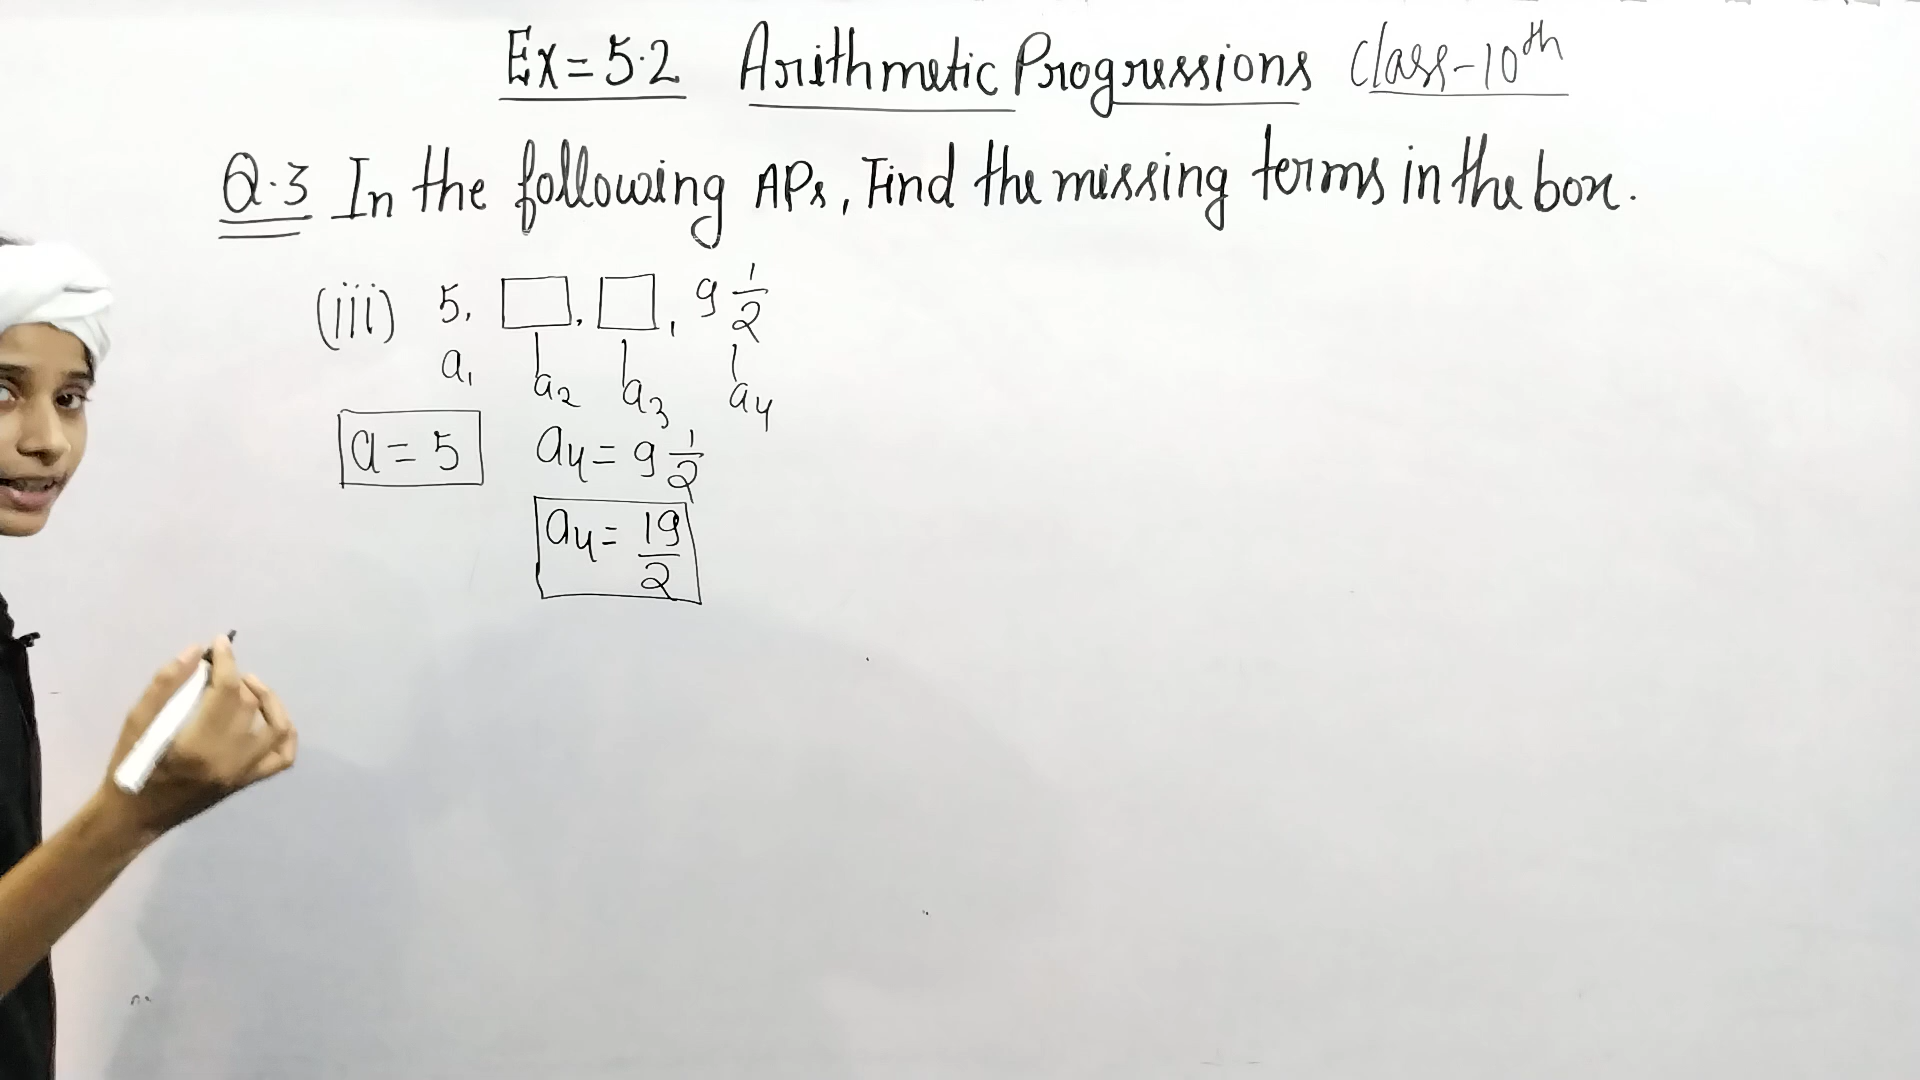 Ex = 5.2 Arithmetic Progressions Class-10th
Q.3 In the following APs, Find the missing terms in the box.
(iii) 5, □, □, 9 1/2
a₁ a₂ a₃ a₄
a = 5 a₄ = 9 1/2
a₄ = 19/2